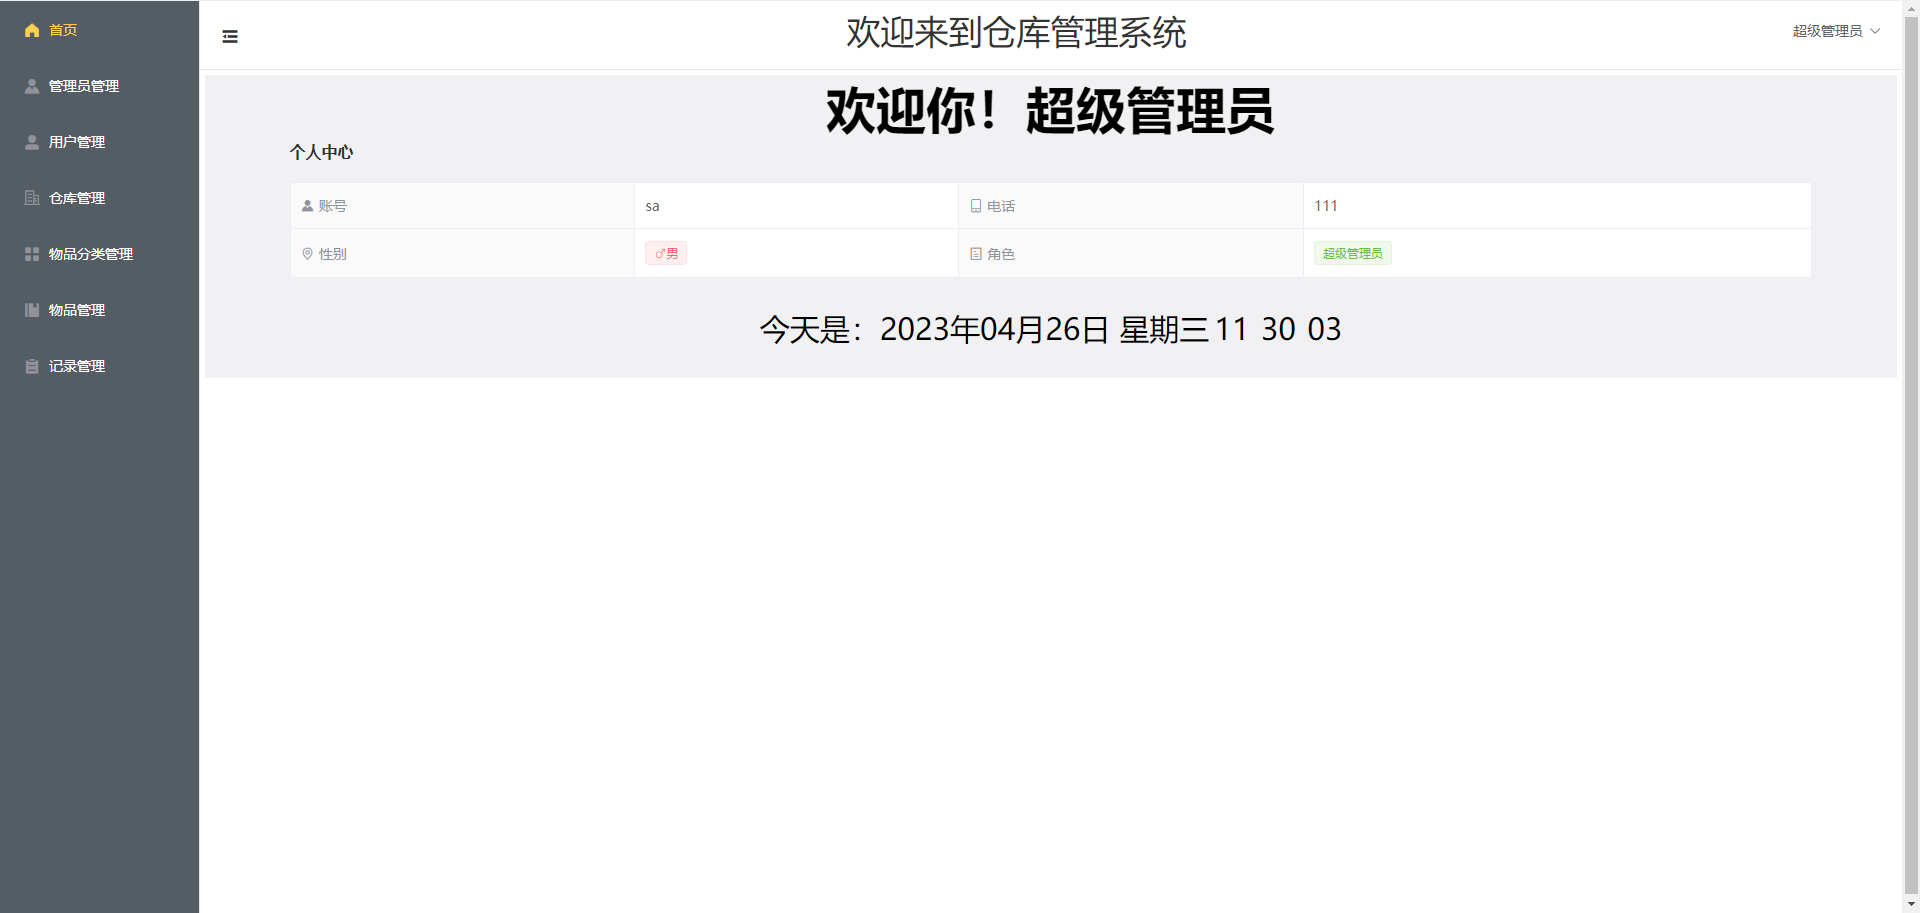 首页
管理员管理
用户管理
仓库管理
物品分类管理
物品管理
记录管理
欢迎来到仓库管理系统
超级管理员
欢迎你！超级管理员
个人中心
账号 sa 电话 111
性别 ♂男 角色 超级管理员
今天是：2023年04月26日 星期三 11 30 03